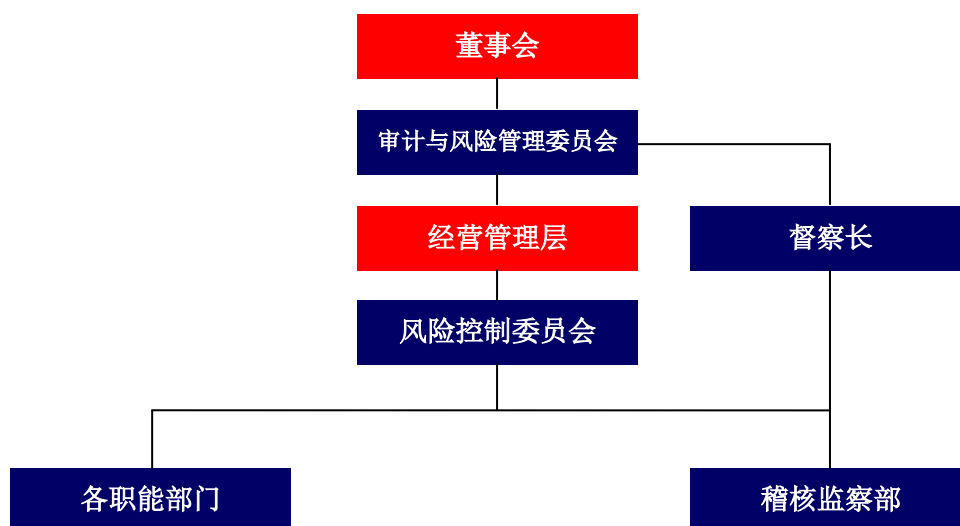 董事会
审计与风险管理委员会
经营管理层
督察长
风险控制委员会
各职能部门
稽核监察部